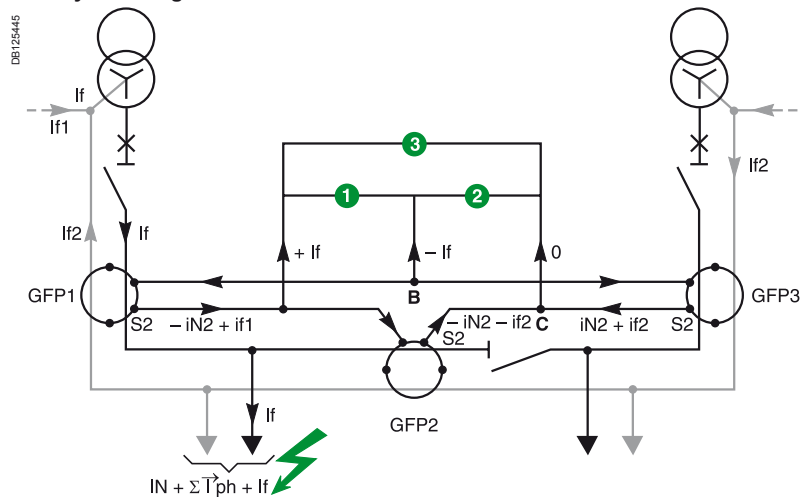 DB125445
If
If1
If2
3
1
2
If2
If
+ If
– If
0
GFP1
B
GFP3
S2
– iN2 + if1
– iN2 – if2
C
iN2 + if2
S2
S2
GFP2
If
IN + Σ I ph + If